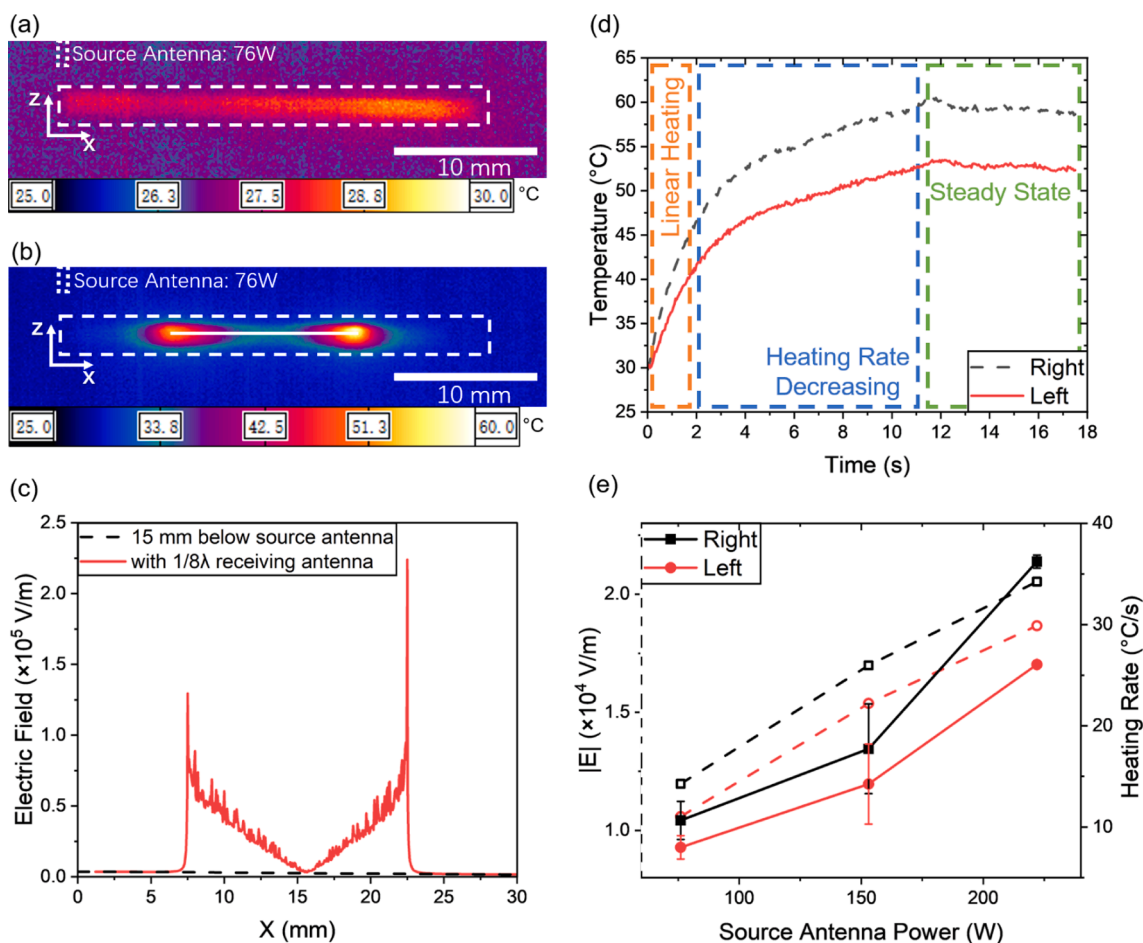 (a)
Source Antenna: 76W
Z
X
10 mm
25.0 26.3 27.5 28.8 30.0 °C
(b)
Source Antenna: 76W
Z
X
10 mm
25.0 33.8 42.5 51.3 60.0 °C
(c)
15 mm below source antenna
with 1/8λ receiving antenna
Electric Field (×10⁵ V/m)
2.5
2.0
1.5
1.0
0.5
0.0
0 5 10 15 20 25 30
X (mm)
(d)
Temperature (°C)
65
60
55
50
45
40
35
30
25
Linear Heating
Heating Rate
Decreasing
Steady State
Right
Left
0 2 4 6 8 10 12 14 16 18
Time (s)
(e)
Right
Left
|E| (×10⁴ V/m)
2.0
1.5
1.0
Heating Rate (°C/s)
40
30
20
10
100 150 200
Source Antenna Power (W)